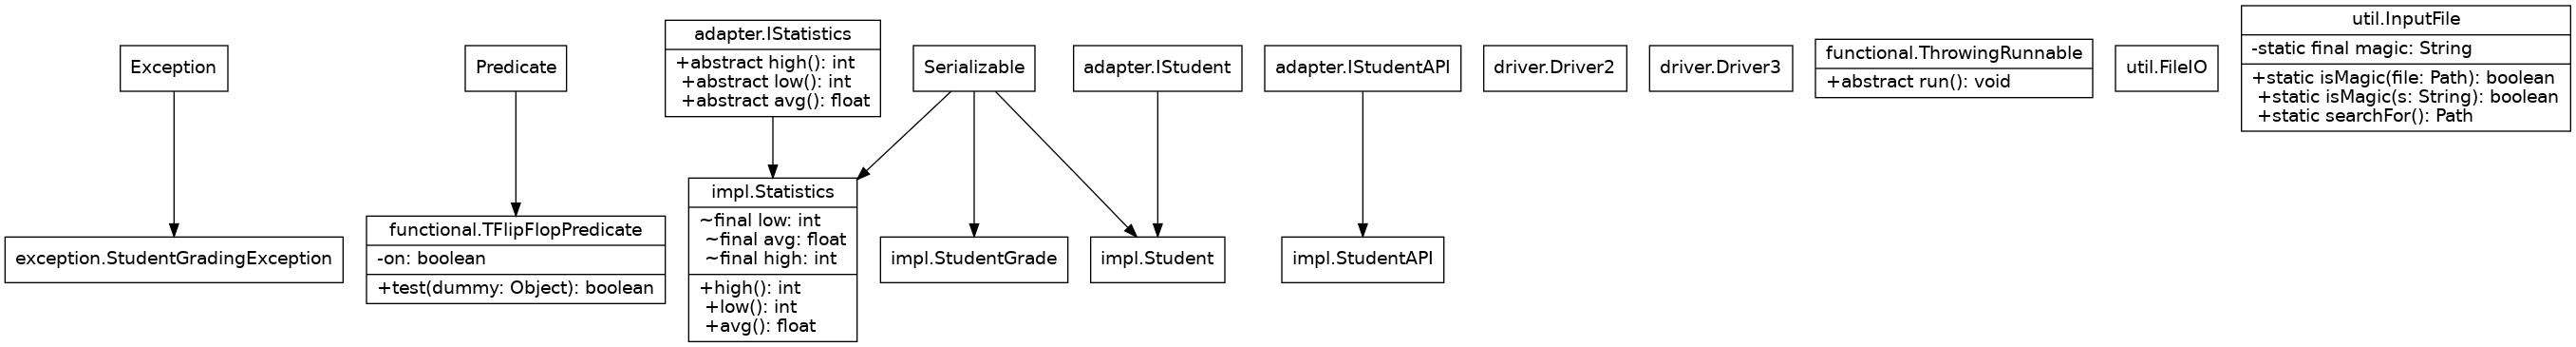 Exception
Predicate
adapter.IStatistics
+abstract high(): int
+abstract low(): int
+abstract avg(): float
Serializable
adapter.IStudent
adapter.IStudentAPI
driver.Driver2
driver.Driver3
functional.ThrowingRunnable
+abstract run(): void
util.FileIO
util.InputFile
-static final magic: String
+static isMagic(file: Path): boolean
+static isMagic(s: String): boolean
+static searchFor(): Path
exception.StudentGradingException
functional.TFlipFlopPredicate
-on: boolean
+test(dummy: Object): boolean
impl.Statistics
~final low: int
~final avg: float
~final high: int
+high(): int
+low(): int
+avg(): float
impl.StudentGrade
impl.Student
impl.StudentAPI